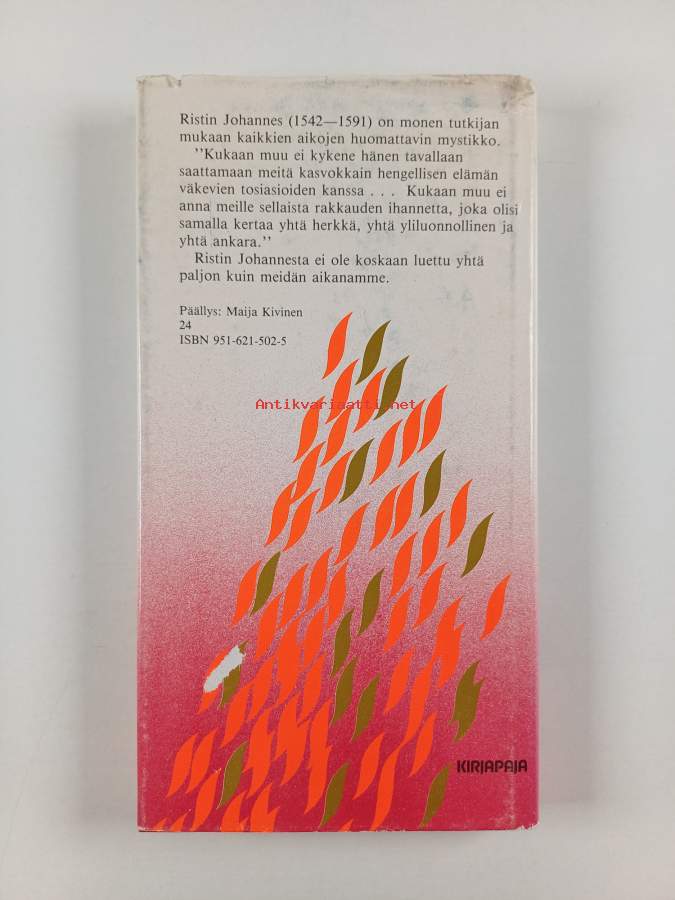 Ristin Johannes (1542—1591) on monen tutkijan
mukaan kaikkien aikojen huomattavin mystikko.
''Kukaan muu ei kykene hänen tavallaan
saattamaan meitä kasvokkain hengellisen elämän
väkevien tosiasioiden kanssa . . . Kukaan muu ei
anna meille sellaista rakkauden ihannetta, joka olisi
samalla kertaa yhtä herkkä, yhtä yliluonnollinen ja
yhtä ankara.''
Ristin Johannesta ei ole koskaan luettu yhtä
paljon kuin meidän aikanamme.
Päällys: Maija Kivinen
24
ISBN 951-621-502-5
Antikvariaatti.net
KIRJAPAJA